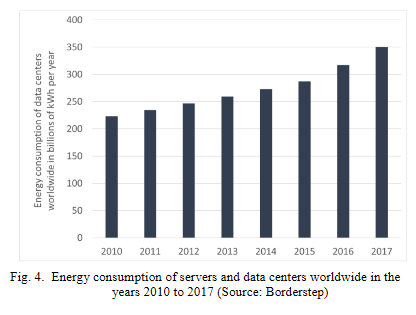 Energy consumption of data centers
worldwide in billions of kWh per year
400
350
300
250
200
150
100
50
0
2010 2011 2012 2013 2014 2015 2016 2017
Fig. 4. Energy consumption of servers and data centers worldwide in the
years 2010 to 2017 (Source: Borderstep)